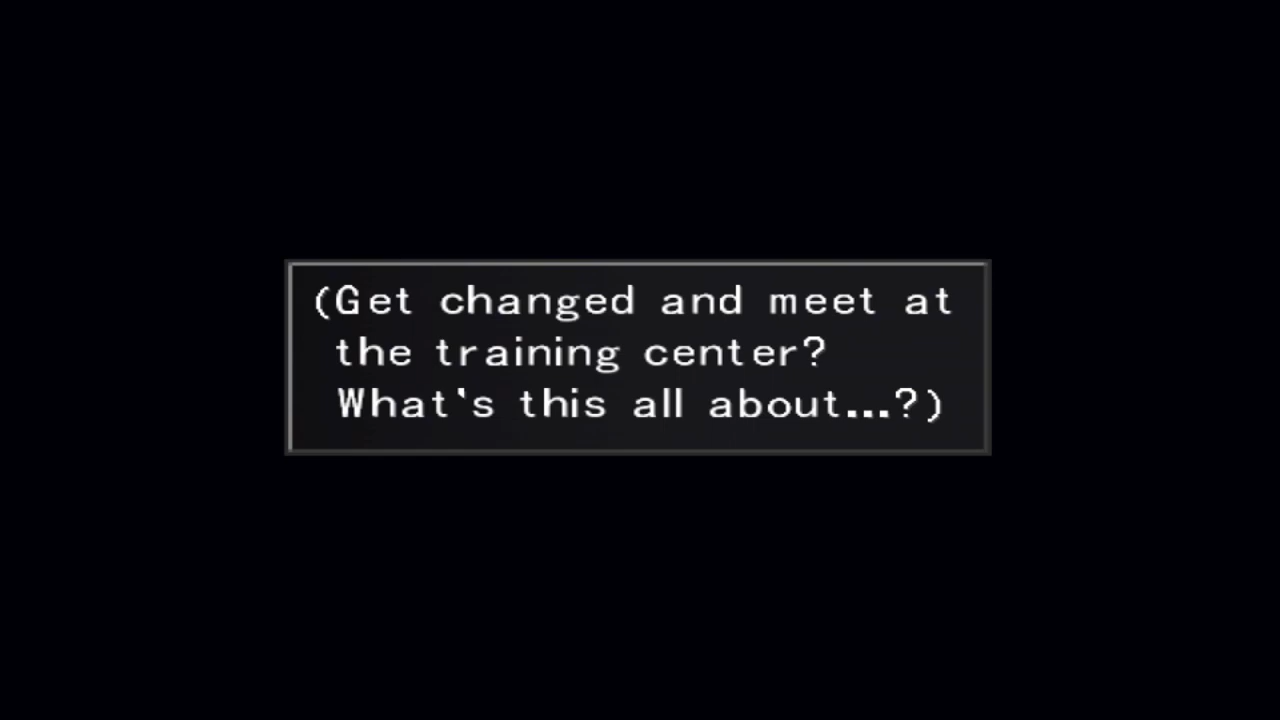 (Get changed and meet at
the training center?
What's this all about...?)